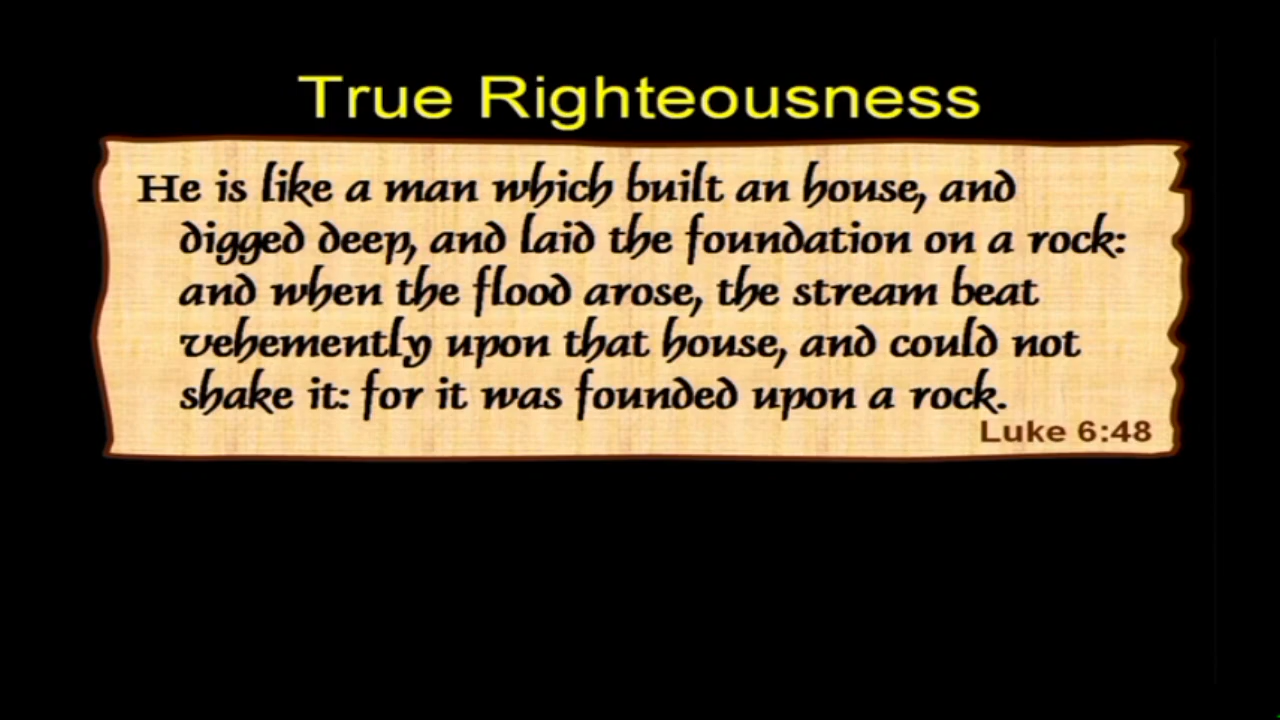 True Righteousness
He is like a man which built an house, and
digged deep, and laid the foundation on a rock:
and when the flood arose, the stream beat
vehemently upon that house, and could not
shake it: for it was founded upon a rock.
Luke 6:48